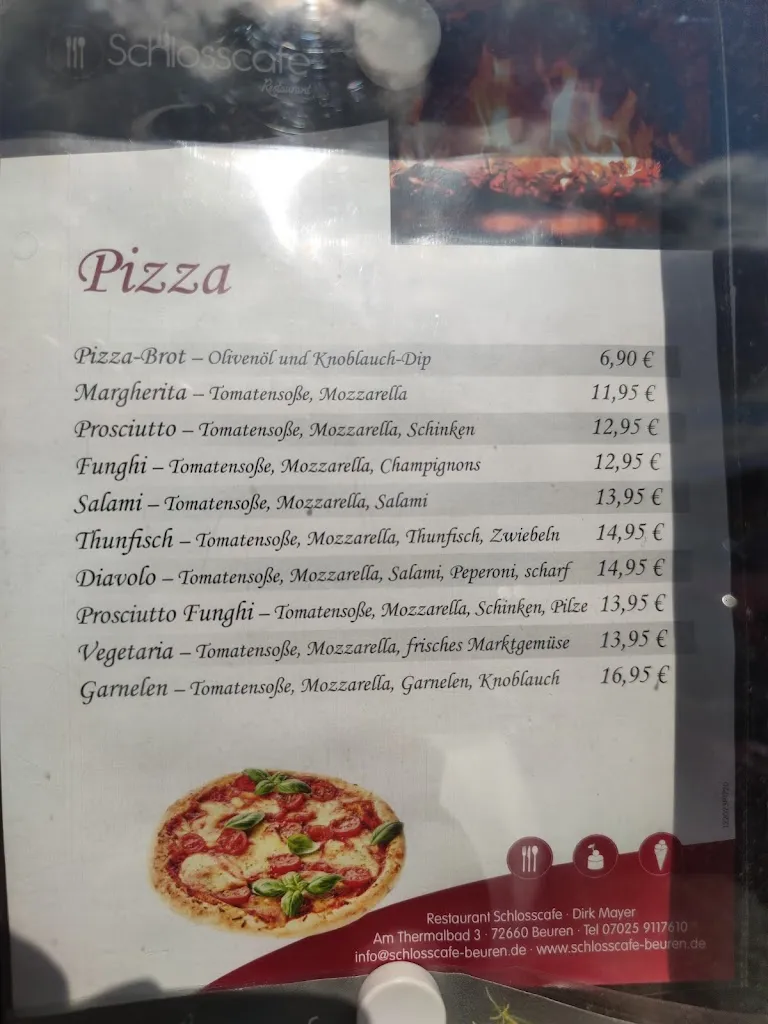 Schlosscafe
Restaurant
Pizza
Pizza-Brot – Olivenöl und Knoblauch-Dip 6,90 €
Margherita – Tomatensoße, Mozzarella 11,95 €
Prosciutto – Tomatensoße, Mozzarella, Schinken 12,95 €
Funghi – Tomatensoße, Mozzarella, Champignons 12,95 €
Salami – Tomatensoße, Mozzarella, Salami 13,95 €
Thunfisch – Tomatensoße, Mozzarella, Thunfisch, Zwiebeln 14,95 €
Diavolo – Tomatensoße, Mozzarella, Salami, Peperoni, scharf 14,95 €
Prosciutto Funghi – Tomatensoße, Mozzarella, Schinken, Pilze 13,95 €
Vegetaria – Tomatensoße, Mozzarella, frisches Marktgemüse 13,95 €
Garnelen – Tomatensoße, Mozzarella, Garnelen, Knoblauch 16,95 €
Restaurant Schlosscafe · Dirk Mayer
Am Thermalbad 3 · 72660 Beuren · Tel 07025 9117610
info@schlosscafe-beuren.de · www.schlosscafe-beuren.de